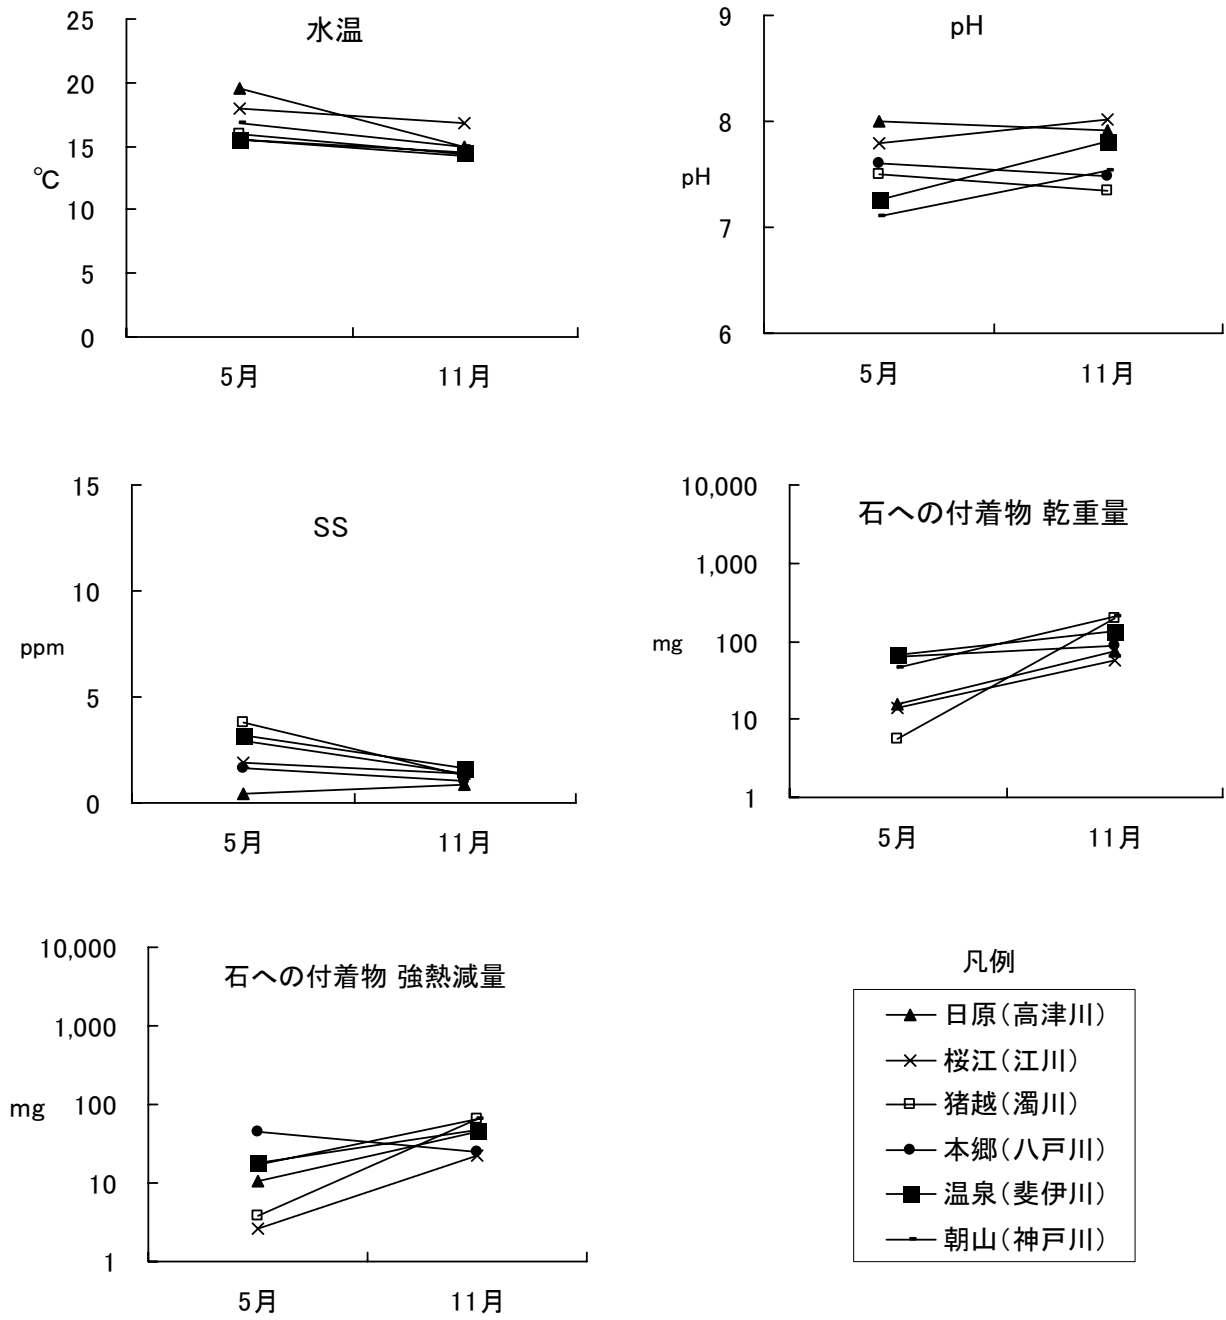 水温
25
20
15
10
5
0
℃
5月
11月
pH
9
8
7
6
pH
5月
11月
SS
15
10
5
0
ppm
5月
11月
石への付着物 乾重量
10,000
1,000
100
10
1
mg
5月
11月
石への付着物 強熱減量
10,000
1,000
100
10
1
mg
5月
11月
凡例
日原(高津川)
桜江(江川)
猪越(濁川)
本郷(八戸川)
温泉(斐伊川)
朝山(神戸川)